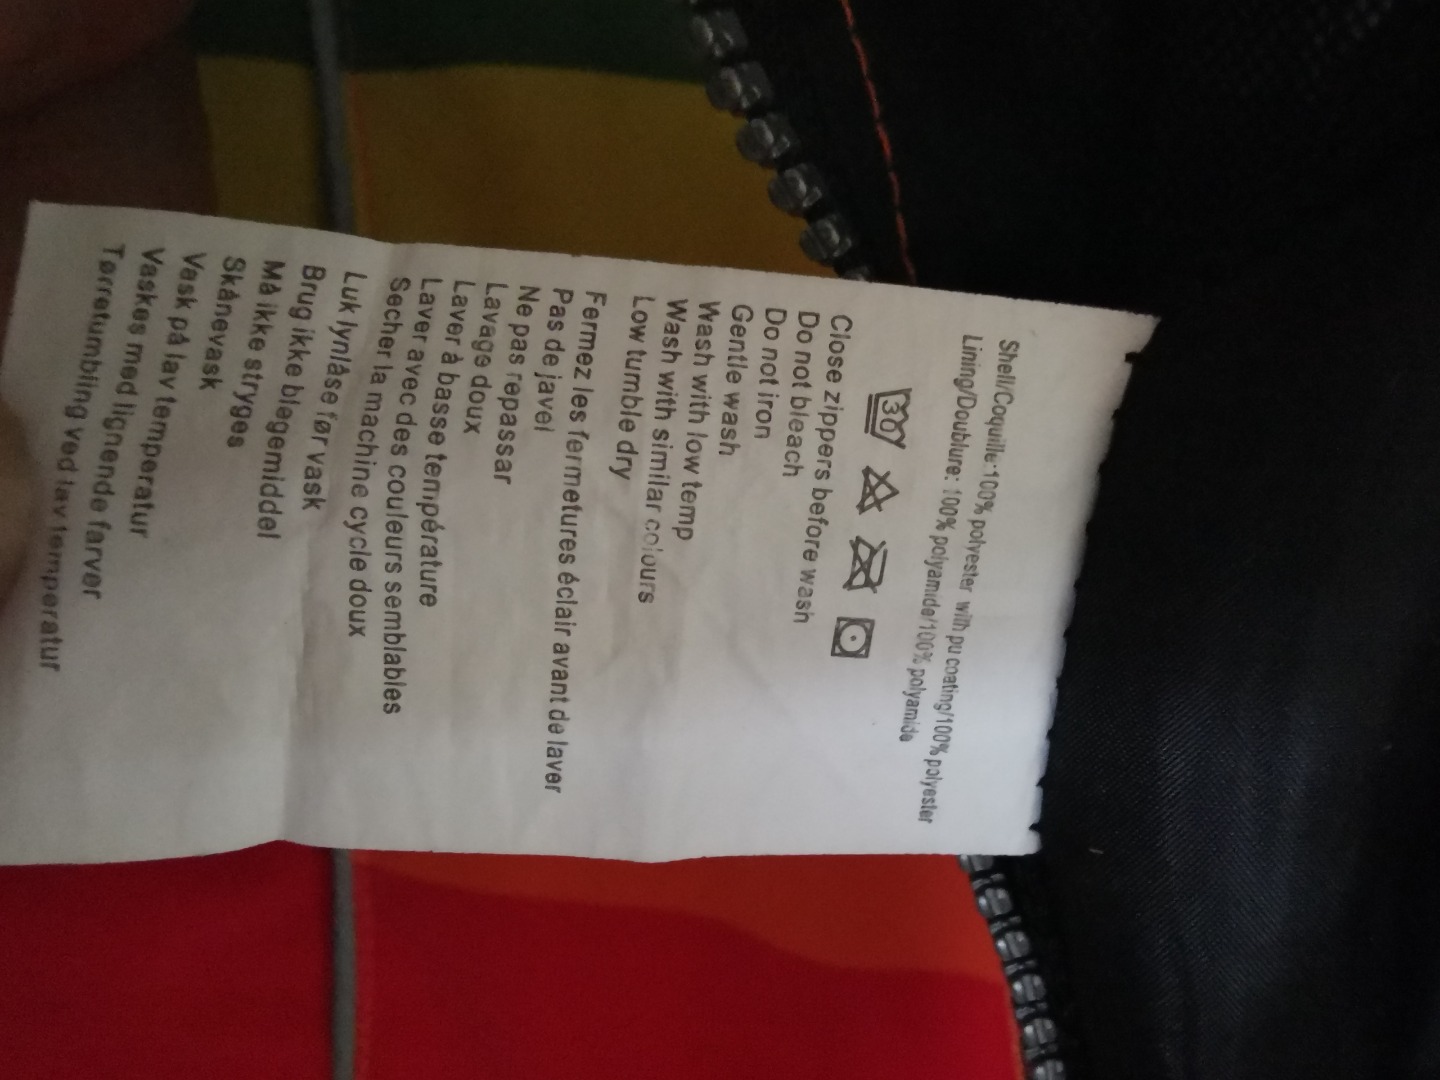 Shell/Coquille:100% polyester with pu coating/100% polyester
Lining/Doublure: 100% polyamide/100% polyamide
30
Close zippers before wash
Do not bleach
Do not iron
Gentle wash
Wash with low temp
Wash with similar colours
Low tumble dry
Fermez les fermetures éclair avant de laver
Pas de javel
Ne pas repassar
Lavage doux
Laver à basse température
Laver avec des couleurs semblables
Secher la machine cycle doux
Luk lynlåse før vask
Brug ikke blegemiddel
Må ikke stryges
Skånevask
Vask på lav temperatur
Vaskes med lignende farver
Tørretumbling ved lav temperatur